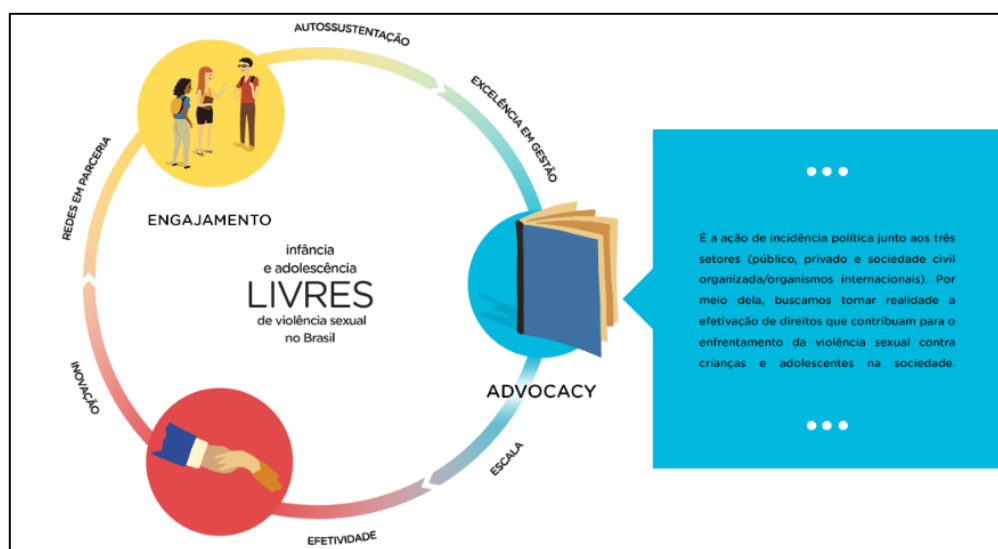 AUTOSSUSTENTAÇÃO
EXCELÊNCIA EM GESTÃO
REDES EM PARCERIA
ENGAJAMENTO
infância
e adolescência
LIVRES
de violência sexual
no Brasil
ADVOCACY
INOVAÇÃO
ESCALA
EFETIVIDADE
É a ação de incidência política junto aos três
setores (público, privado e sociedade civil
organizada/organismos internacionais). Por
meio dela, buscamos tornar realidade a
efetivação de direitos que contribuam para o
enfrentamento da violência sexual contra
crianças e adolescentes na sociedade.